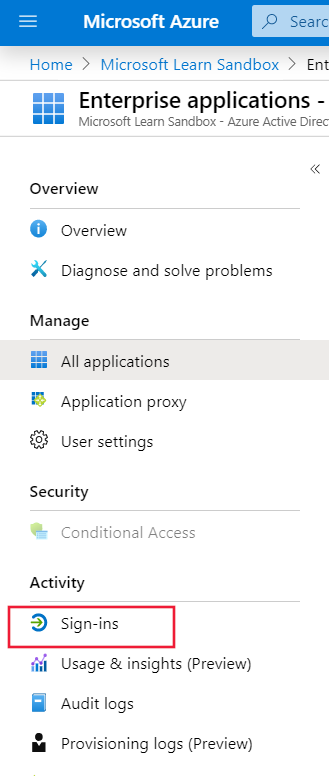 Microsoft Azure
Searc
Home > Microsoft Learn Sandbox > Ent
Enterprise applications -
Microsoft Learn Sandbox - Azure Active Direc
«
Overview
Overview
Diagnose and solve problems
Manage
All applications
Application proxy
User settings
Security
Conditional Access
Activity
Sign-ins
Usage & insights (Preview)
Audit logs
Provisioning logs (Preview)